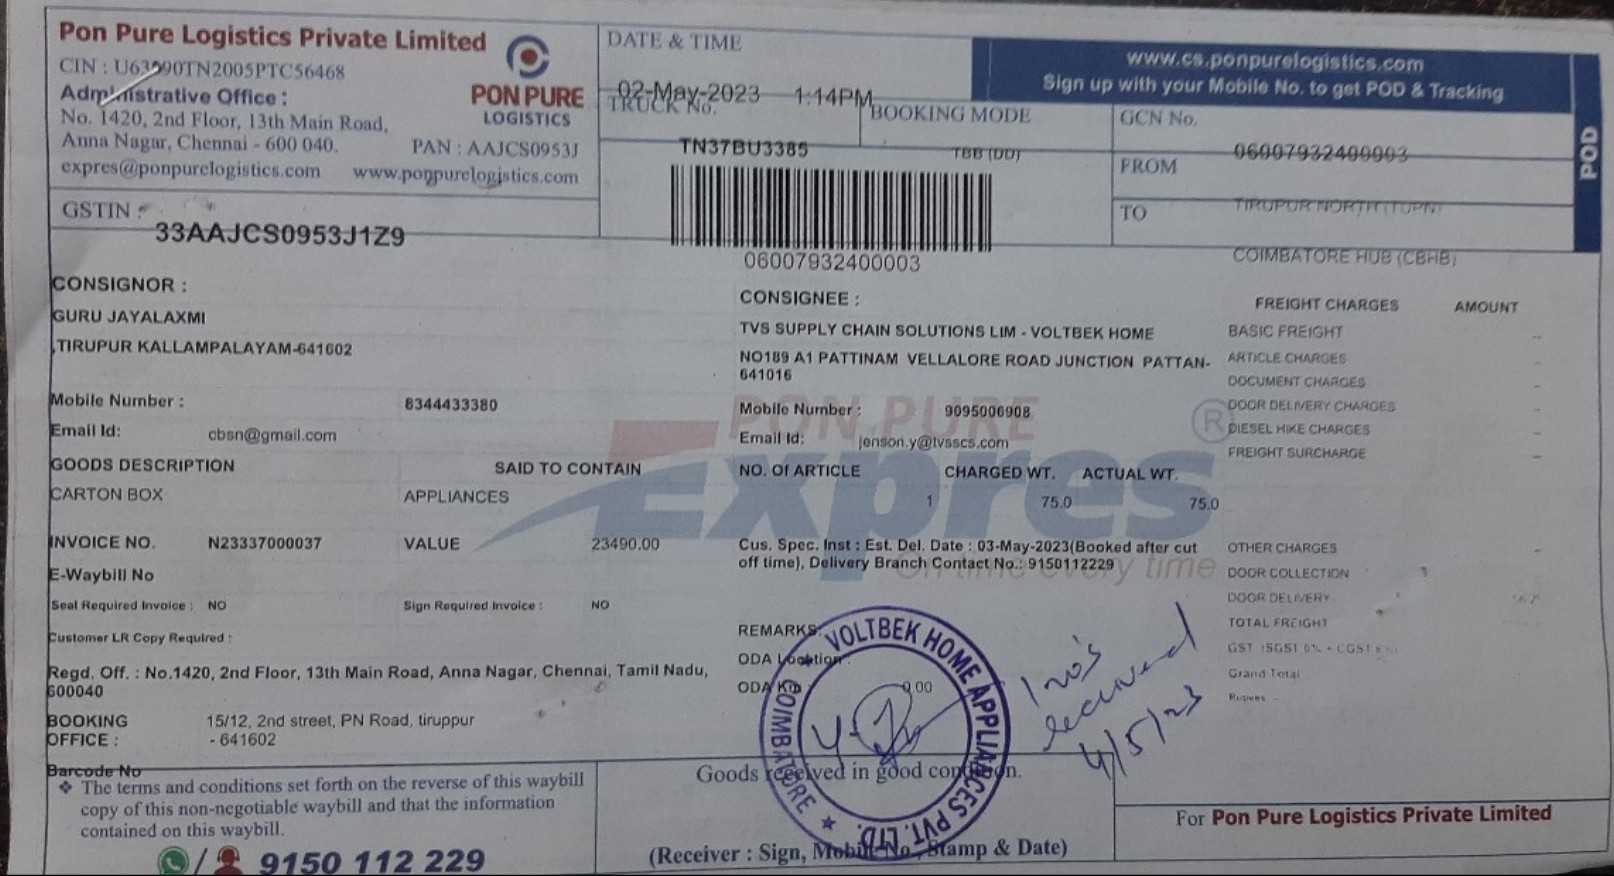 Pon Pure Logistics Private Limited
CIN : U63090TN2005PTC56468
Administrative Office :
No. 1420, 2nd Floor, 13th Main Road,
Anna Nagar, Chennai - 600 040. PAN : AAJCS0953J
expres@ponpurelogistics.com www.ponpurelogistics.com
PON PURE
LOGISTICS
GSTIN :
33AAJCS0953J1Z9
DATE & TIME
02-May-2023 1:14PM
TRUCK No.
TN37BU3385
BOOKING MODE
TBB (DD)
06007932400003
www.cs.ponpurelogistics.com
Sign up with your Mobile No. to get POD & Tracking
POD
GCN No.
06007932400003
FROM
TIRUPUR NORTH (TUPN)
TO
COIMBATORE HUB (CBHB)
CONSIGNOR :
GURU JAYALAXMI
,TIRUPUR KALLAMPALAYAM-641602
Mobile Number : 8344433380
Email Id: cbsn@gmail.com
GOODS DESCRIPTION SAID TO CONTAIN
CARTON BOX APPLIANCES
INVOICE NO. N23337000037 VALUE 23490.00
E-Waybill No
Seal Required Invoice : NO Sign Required Invoice : NO
Customer LR Copy Required :
Regd. Off. : No.1420, 2nd Floor, 13th Main Road, Anna Nagar, Chennai, Tamil Nadu,
600040
BOOKING 15/12, 2nd street, PN Road, tiruppur
OFFICE : - 641602
Barcode No
CONSIGNEE :
TVS SUPPLY CHAIN SOLUTIONS LIM - VOLTBEK HOME
NO189 A1 PATTINAM VELLALORE ROAD JUNCTION PATTAN-
641016
Mobile Number : 9095006908
Email Id: jenson.y@tvsscs.com
NO. Of ARTICLE CHARGED WT. ACTUAL WT.
1 75.0 75.0
Cus. Spec. Inst : Est. Del. Date : 03-May-2023(Booked after cut
off time), Delivery Branch Contact No.: 9150112229
REMARKS:
ODA Location
ODA Km 0.00
PON PURE
Expres
On time every time
®
FREIGHT CHARGES AMOUNT
BASIC FREIGHT --
ARTICLE CHARGES -
DOCUMENT CHARGES -
DOOR DELIVERY CHARGES -
DIESEL HIKE CHARGES -
FREIGHT SURCHARGE -
OTHER CHARGES -
DOOR COLLECTION
DOOR DELIVERY
TOTAL FREIGHT
Grand Total
Rupees -
VOLTBEK HOME APPLIANCES PVT. LTD.
COIMBATORE
1 no's
received
4/5/23
❖ The terms and conditions set forth on the reverse of this waybill
copy of this non-negotiable waybill and that the information
contained on this waybill.
/ 9150 112 229
Goods received in good condition.
(Receiver : Sign, Mobile No., Stamp & Date)
For Pon Pure Logistics Private Limited